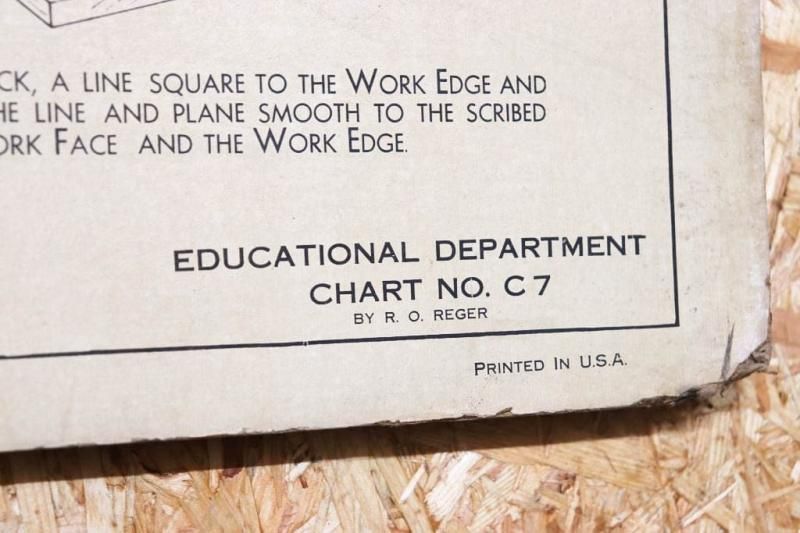 CK, A LINE SQUARE TO THE WORK EDGE AND
HE LINE AND PLANE SMOOTH TO THE SCRIBED
ORK FACE AND THE WORK EDGE.
EDUCATIONAL DEPARTMENT
CHART NO. C7
BY R. O. REGER
PRINTED IN U.S.A.